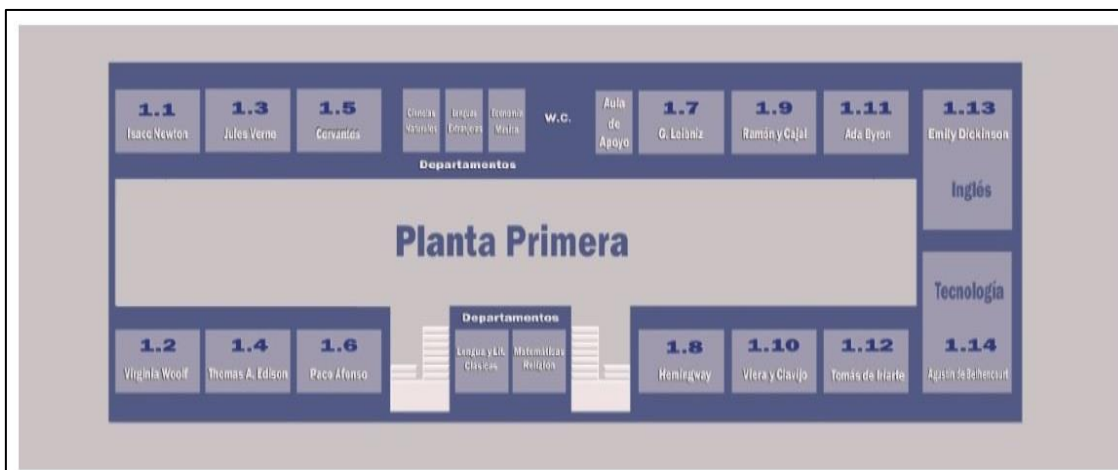 1.1
Isacc Newton
1.3
Jules Verne
1.5
Cervantes
Ciencias
Naturales
Lenguas
Extranjeras
Economía
Música
Departamentos
W.C.
Aula
de
Apoyo
1.7
G. Leibniz
1.9
Ramón y Cajal
1.11
Ada Byron
1.13
Emily Dickinson
Inglés
Planta Primera
Tecnología
1.14
Agustín de Bethencourt
1.2
Virginia Woolf
1.4
Thomas A. Edison
1.6
Paco Afonso
Departamentos
Lengua y Lit.
Clásicas
Matemáticas
Religión
1.8
Hemingway
1.10
Viera y Clavijo
1.12
Tomás de Iriarte